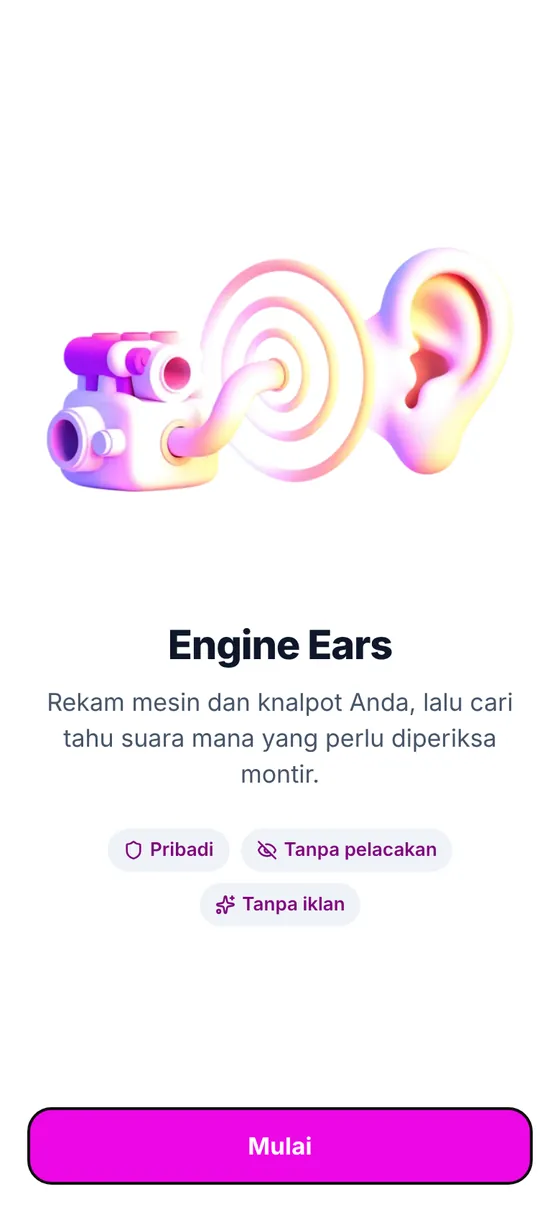 Engine Ears
Rekam mesin dan knalpot Anda, lalu cari
tahu suara mana yang perlu diperiksa
montir.
Pribadi
Tanpa pelacakan
Tanpa iklan
Mulai